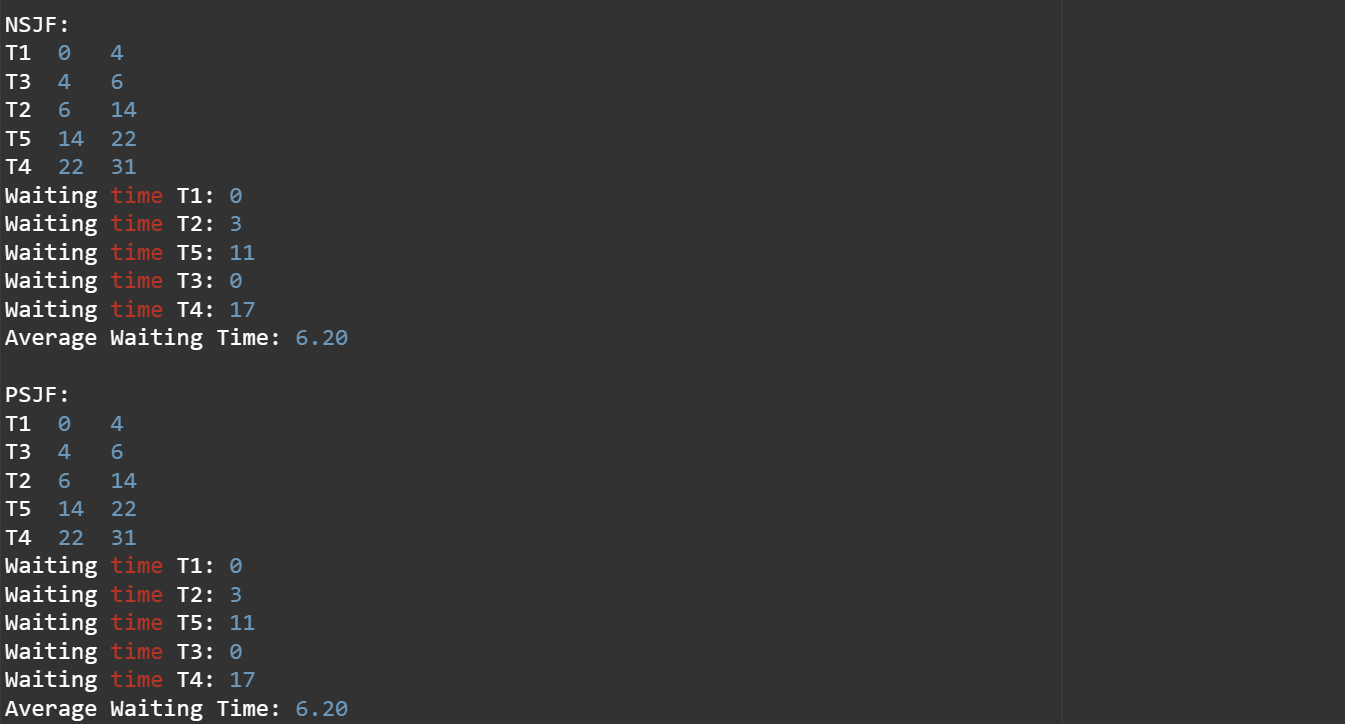 NSJF:
T1 0 4
T3 4 6
T2 6 14
T5 14 22
T4 22 31
Waiting time T1: 0
Waiting time T2: 3
Waiting time T5: 11
Waiting time T3: 0
Waiting time T4: 17
Average Waiting Time: 6.20
PSJF:
T1 0 4
T3 4 6
T2 6 14
T5 14 22
T4 22 31
Waiting time T1: 0
Waiting time T2: 3
Waiting time T5: 11
Waiting time T3: 0
Waiting time T4: 17
Average Waiting Time: 6.20